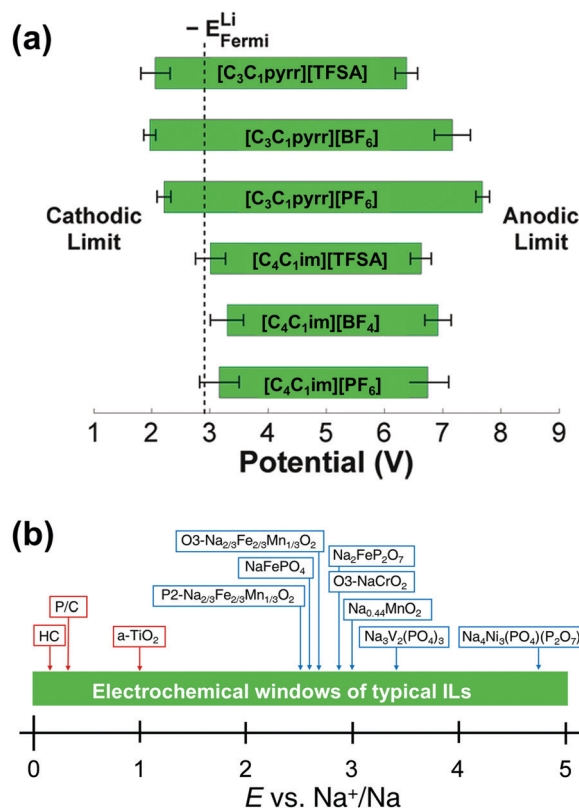 (a)
− E Li Fermi
[C₃C₁pyrr][TFSA]
[C₃C₁pyrr][BF₆]
[C₃C₁pyrr][PF₆]
Cathodic
Limit
Anodic
Limit
[C₄C₁im][TFSA]
[C₄C₁im][BF₄]
[C₄C₁im][PF₆]
1 2 3 4 5 6 7 8 9
Potential (V)
(b)
O3-Na₂/₃Fe₂/₃Mn₁/₃O₂
Na₂FeP₂O₇
NaFePO₄
O3-NaCrO₂
P2-Na₂/₃Fe₂/₃Mn₁/₃O₂
P/C
Na₀.₄₄MnO₂
HC
a-TiO₂
Na₃V₂(PO₄)₃
Na₄Ni₃(PO₄)(P₂O₇)
Electrochemical windows of typical ILs
0 1 2 3 4 5
E vs. Na⁺/Na